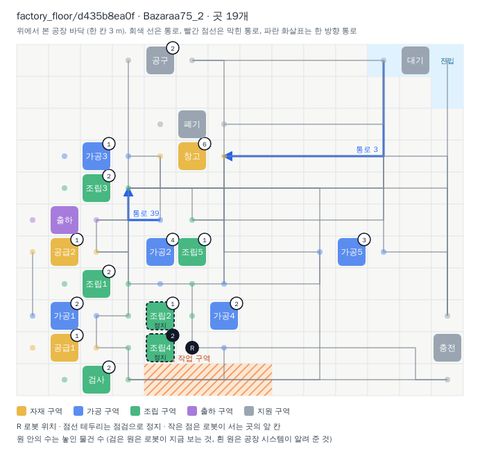 factory_floor/d435b8ea0f · Bazaraa75_2 · 곳 19개
위에서 본 공장 바닥 (한 칸 3 m). 회색 선은 통로, 빨간 점선은 막힌 통로, 파란 화살표는 한 방향 통로
공구 2
대기
폐기
통로 3
가공3 1
창고 6
조립3 2
출하
통로 39
공급2 1
가공2 4
조립5 1
가공5 3
조립1 2
가공1 2
조립2 1
정지
가공4 2
공급1 1
조립4 2
정지
R
작업 구역
충전
검사 2
자재 구역
가공 구역
조립 구역
출하 구역
지원 구역
R 로봇 위치 · 점선 테두리는 점검으로 정지 · 작은 점은 로봇이 서는 곳의 앞 칸
원 안의 수는 놓인 물건 수 (검은 원은 로봇이 지금 보는 것, 흰 원은 공장 시스템이 알려 준 것)